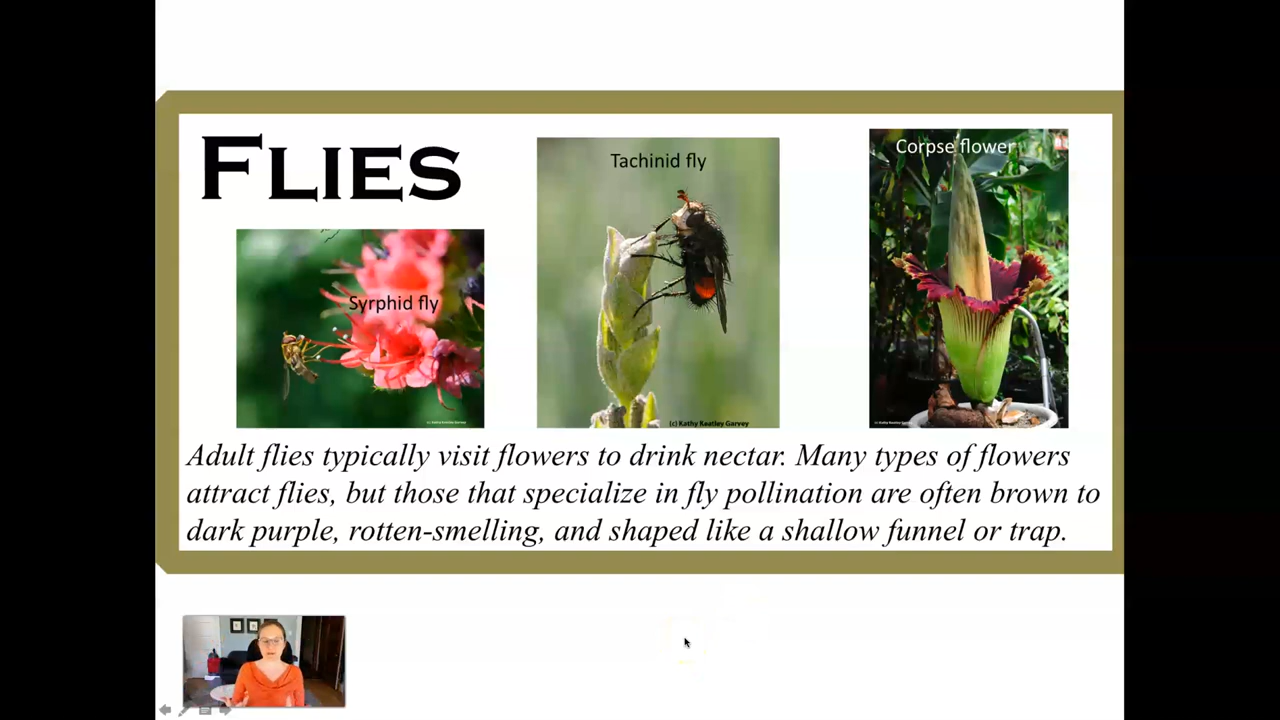 FLIES
Syrphid fly
Tachinid fly
(c) Kathy Keatley Garvey
Corpse flower
Adult flies typically visit flowers to drink nectar. Many types of flowers
attract flies, but those that specialize in fly pollination are often brown to
dark purple, rotten-smelling, and shaped like a shallow funnel or trap.